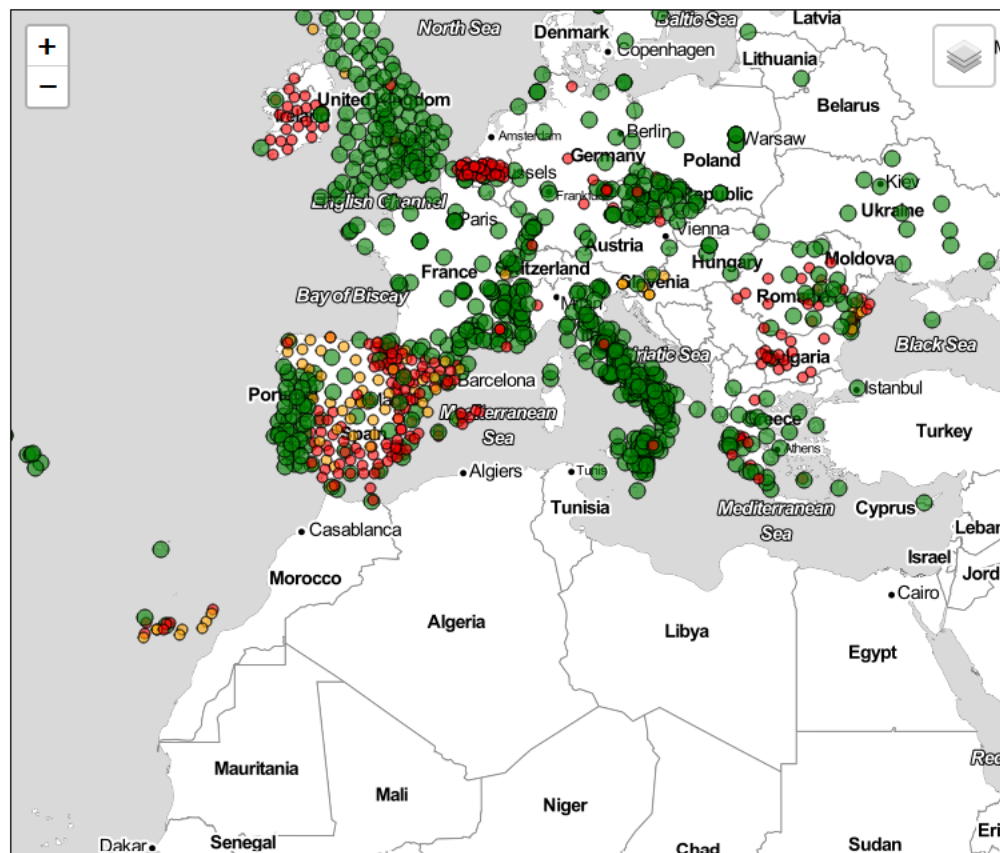 +
−
North Sea
Baltic Sea
Latvia
Denmark
Copenhagen
Lithuania
United Kingdom
Belarus
Amsterdam
Berlin
Warsaw
Germany
Poland
Kiev
English Channel
Paris
Ukraine
Vienna
Austria
Hungary
Moldova
France
Slovenia
Bay of Biscay
Black Sea
Barcelona
Istanbul
Mediterranean
Sea
Greece
Turkey
Athens
Algiers
Tunis
Tunisia
Mediterranean
Sea
Cyprus
Casablanca
Israel
Morocco
Cairo
Algeria
Libya
Egypt
Mauritania
Mali
Niger
Dakar
Senegal
Chad
Sudan